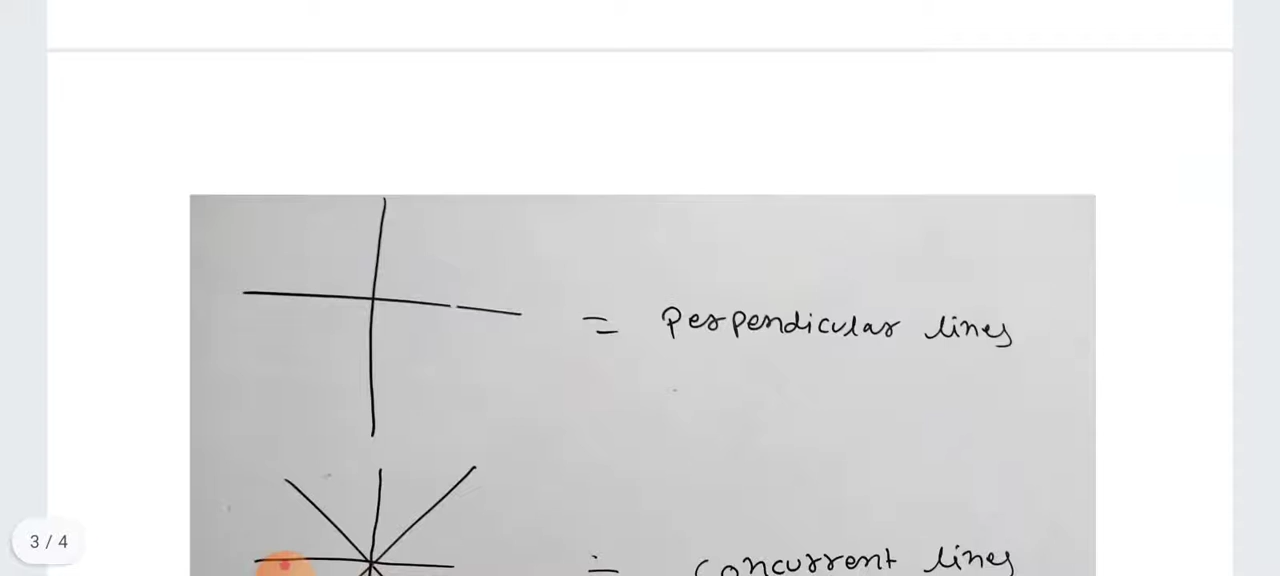 = Perpendicular lines
= concurrent lines
3 / 4